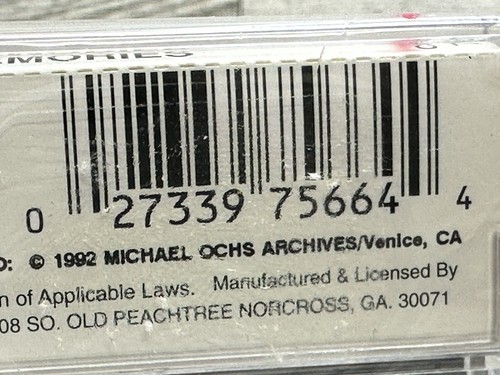 0 27339 75664 4
© 1992 MICHAEL OCHS ARCHIVES/Venice, CA
n of Applicable Laws. Manufactured & Licensed By
08 SO. OLD PEACHTREE NORCROSS, GA. 30071